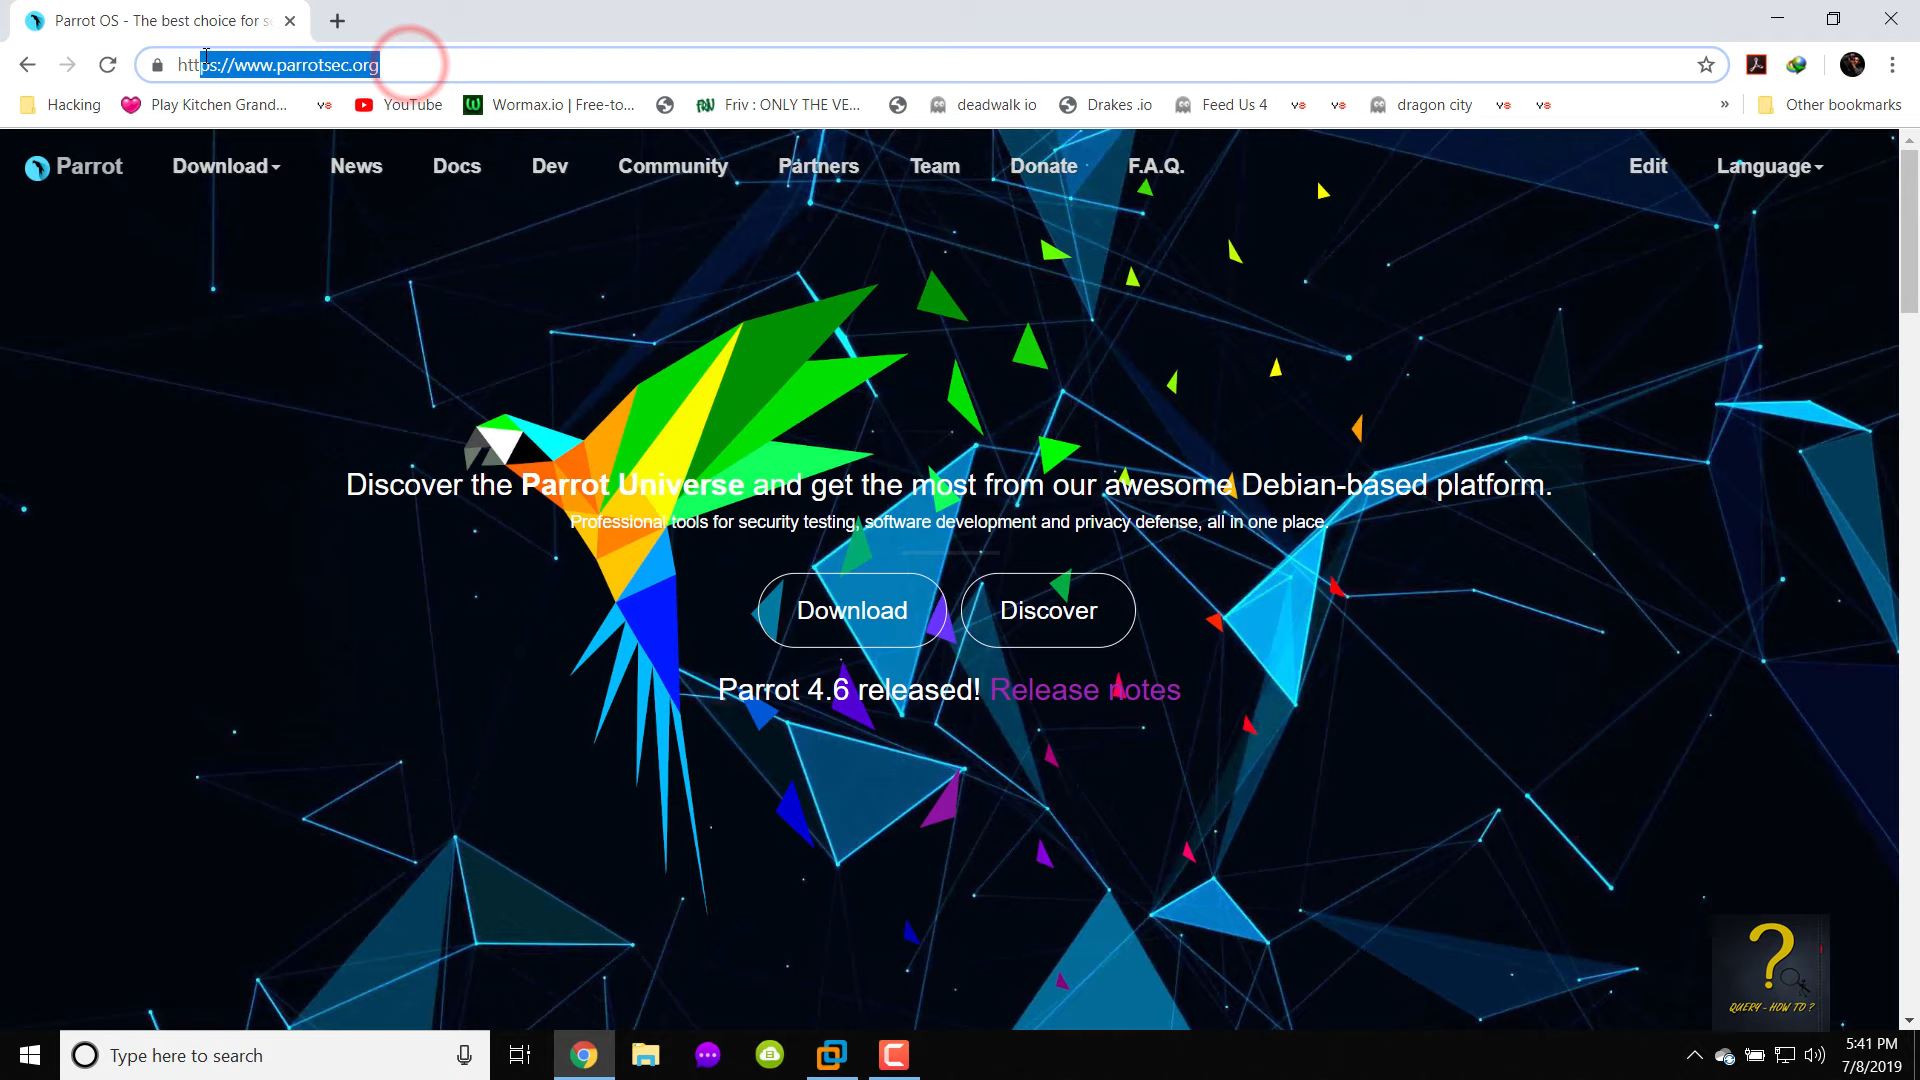 Parrot OS - The best choice for se
https://www.parrotsec.org
Hacking
Play Kitchen Grand...
YouTube
Wormax.io | Free-to...
Friv : ONLY THE VE...
deadwalk io
Drakes .io
Feed Us 4
dragon city
»
Other bookmarks
Parrot
Download
News
Docs
Dev
Community
Partners
Team
Donate
F.A.Q.
Edit
Language
Discover the Parrot Universe and get the most from our awesome Debian-based platform.
Professional tools for security testing, software development and privacy defense, all in one place.
Download
Discover
Parrot 4.6 released! Release notes
?
QUERY - HOW TO ?
Type here to search
5:41 PM
7/8/2019